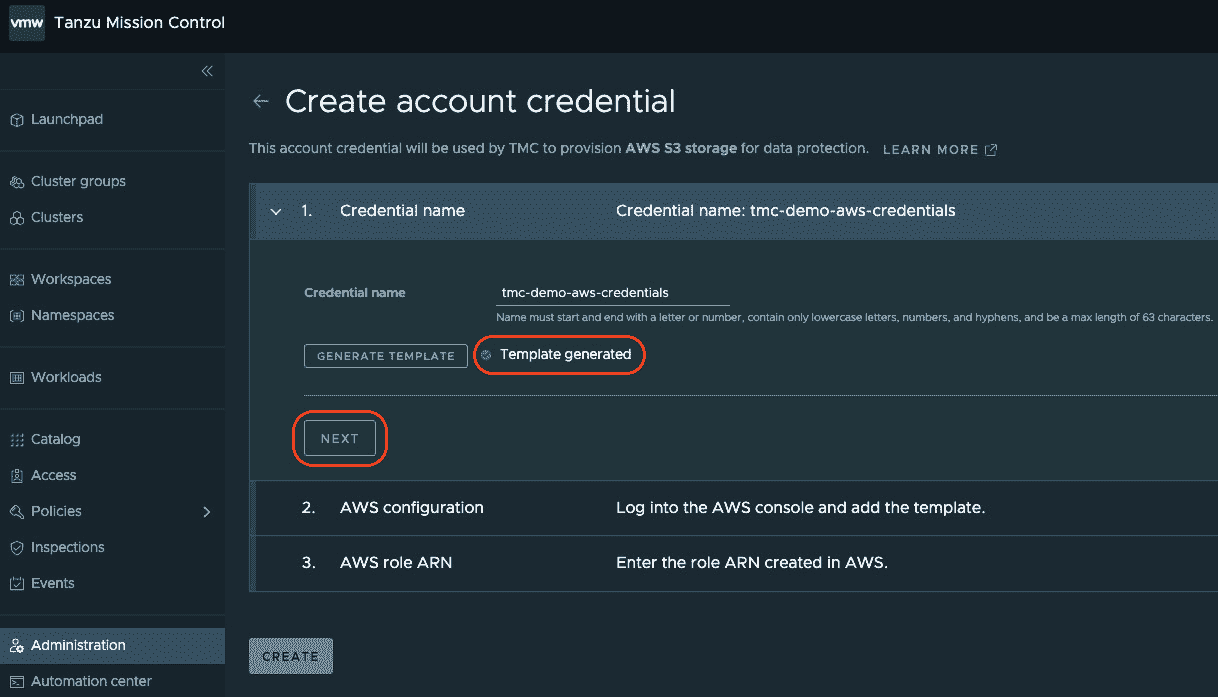 vmw Tanzu Mission Control
Launchpad
Cluster groups
Clusters
Workspaces
Namespaces
Workloads
Catalog
Access
Policies
Inspections
Events
Administration
Automation center
Create account credential
This account credential will be used by TMC to provision AWS S3 storage for data protection. LEARN MORE
1. Credential name Credential name: tmc-demo-aws-credentials
Credential name tmc-demo-aws-credentials
Name must start and end with a letter or number, contain only lowercase letters, numbers, and hyphens, and be a max length of 63 characters.
GENERATE TEMPLATE Template generated
NEXT
2. AWS configuration Log into the AWS console and add the template.
3. AWS role ARN Enter the role ARN created in AWS.
CREATE